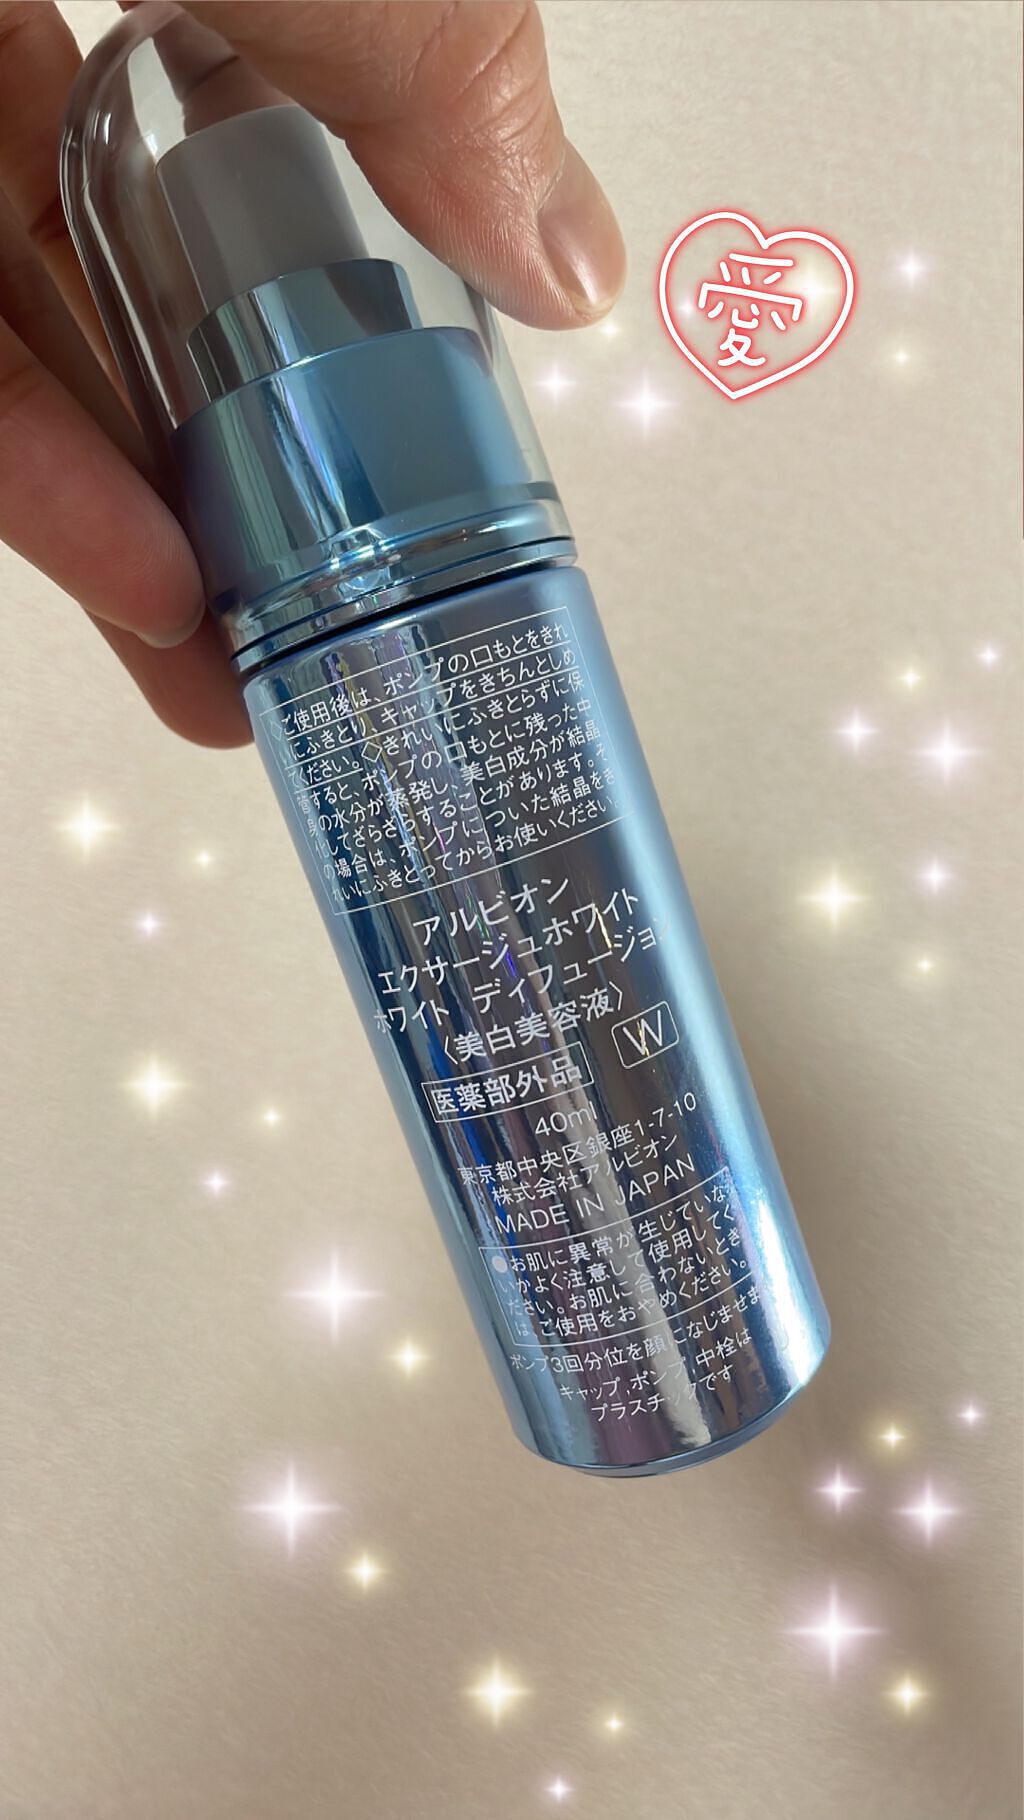 愛
◇ご使用後は、ポンプの口もとをきれ
いにふきとり、キャップをきちんとしめ
てください。◇きれいにふきとらずに保
管すると、ポンプの口もとに残った中
身の水分が蒸発し、美白成分が結晶
化してざらざらすることがあります。そ
の場合は、ポンプについた結晶をき
れいにふきとってからお使いください。
アルビオン
エクサージュホワイト
ホワイト ディフュージョン
〈美白美容液〉
W
医薬部外品
40ml
東京都中央区銀座1-7-10
株式会社アルビオン
MADE IN JAPAN
●お肌に異常が生じていな
いかよく注意して使用してく
ださい。お肌に合わないとき
は、ご使用をおやめください。
ポンプ3回分位を顔になじませま
キャップ,ポンプ,中栓は
プラスチックです